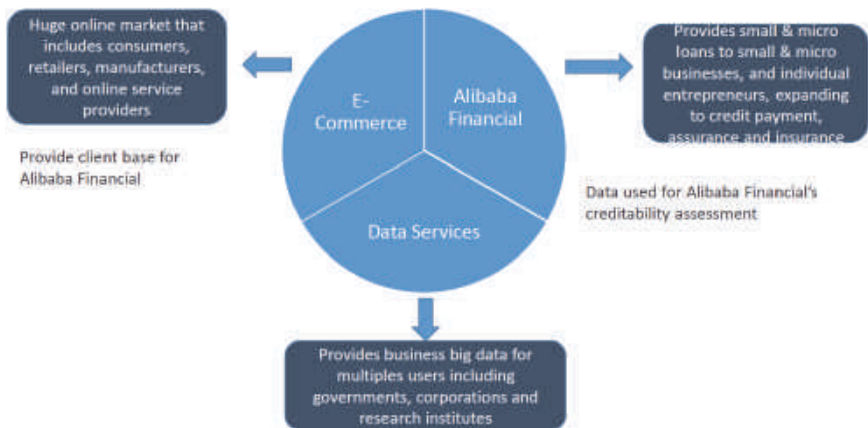 Huge online market that
includes consumers,
retailers, manufacturers,
and online service
providers
Provide client base for
Alibaba Financial
E-
Commerce
Alibaba
Financial
Data Services
Provides small & micro
loans to small & micro
businesses, and individual
entrepreneurs, expanding
to credit payment,
assurance and insurance
Data used for Alibaba Financial's
creditability assessment
Provides business big data for
multiples users including
governments, corporations and
research institutes